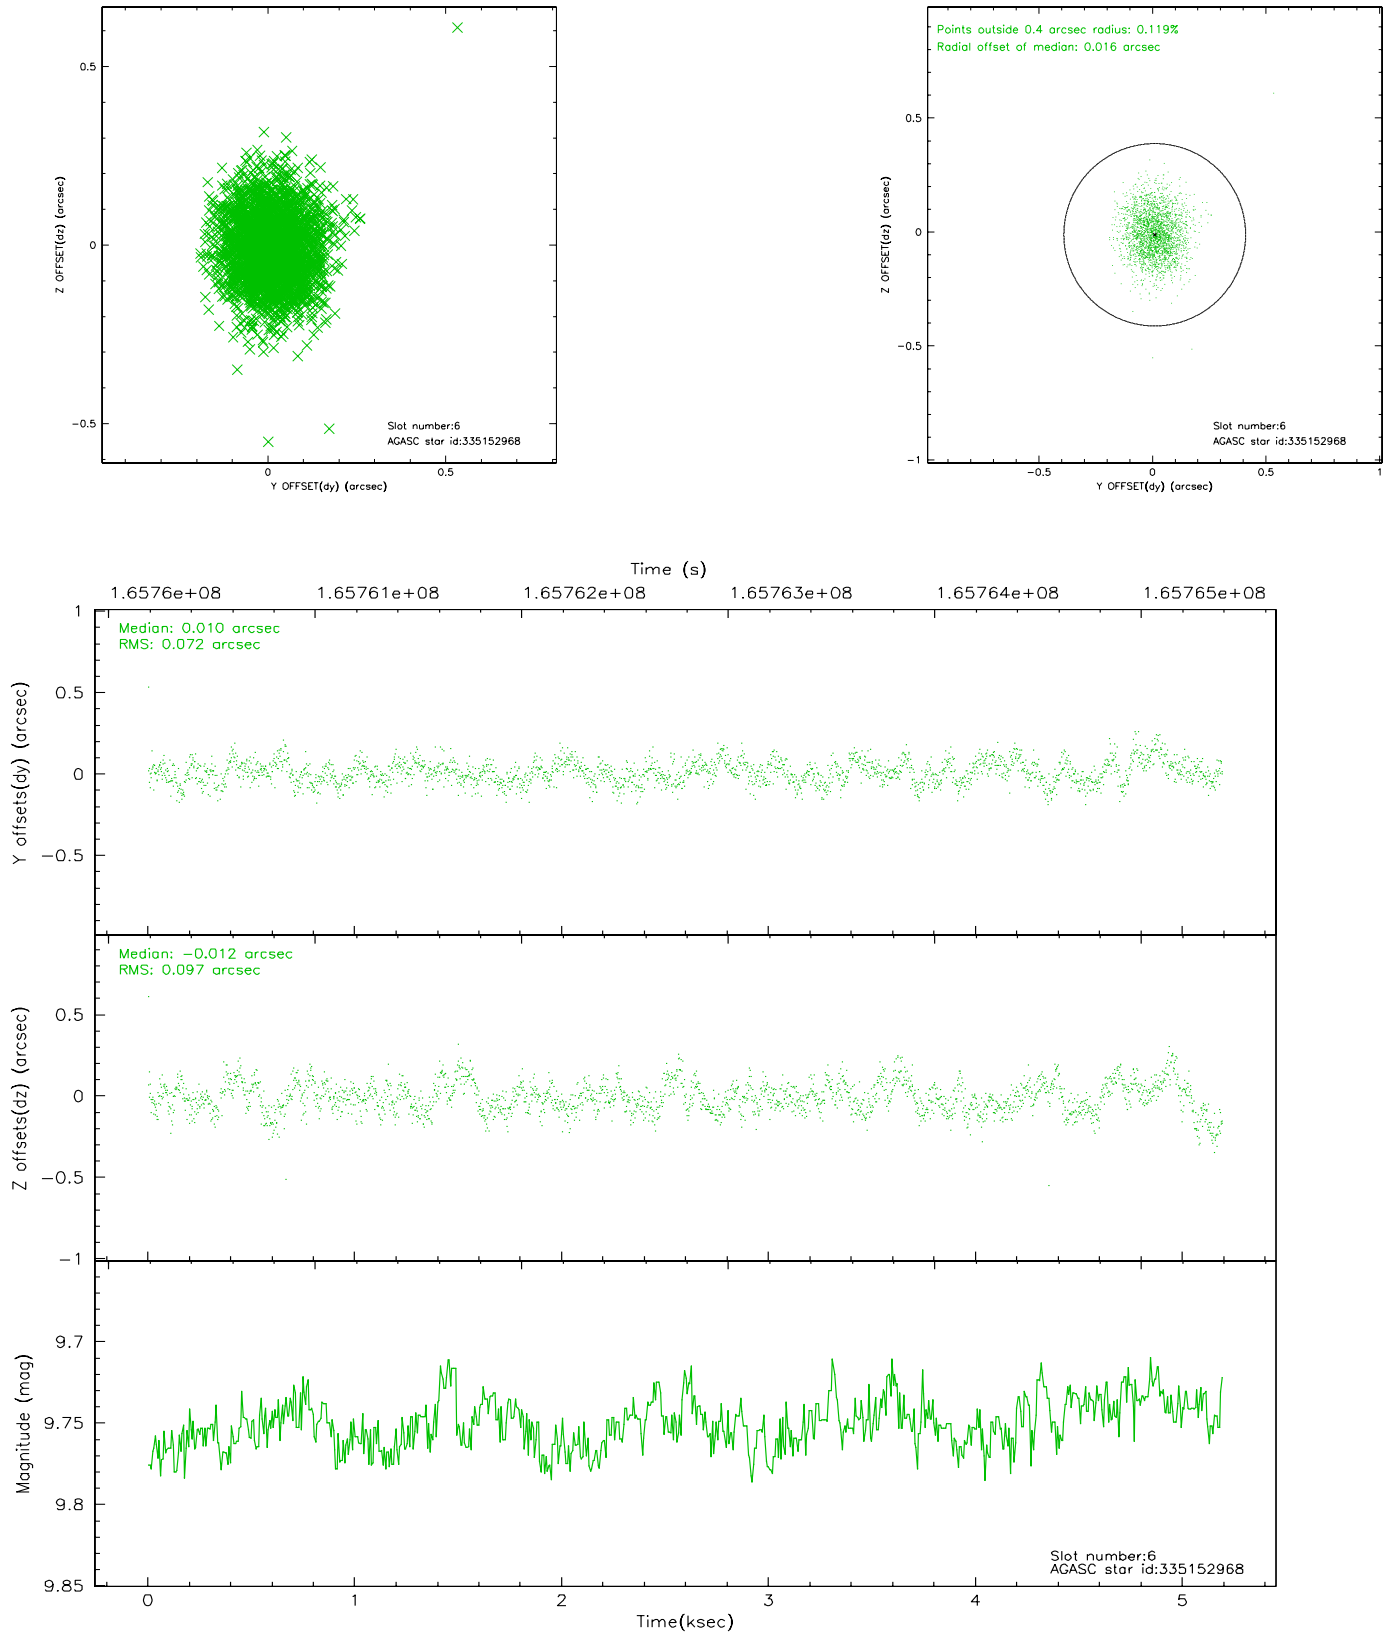 0.5
0
−0.5
Z OFFSET(dz) (arcsec)
Slot number:6
AGASC star id:335152968
0
0.5
Y OFFSET(dy) (arcsec)
Points outside 0.4 arcsec radius: 0.119%
Radial offset of median: 0.016 arcsec
0.5
0
−0.5
−1
Z OFFSET(dz) (arcsec)
Slot number:6
AGASC star id:335152968
−0.5
0
0.5
1
Y OFFSET(dy) (arcsec)
Time (s)
1.6576e+08
1.65761e+08
1.65762e+08
1.65763e+08
1.65764e+08
1.65765e+08
1
0.5
0
−0.5
Y offsets(dy) (arcsec)
Median: 0.010 arcsec
RMS: 0.072 arcsec
0.5
0
−0.5
−1
Z offsets(dz) (arcsec)
Median: −0.012 arcsec
RMS: 0.097 arcsec
9.7
9.75
9.8
9.85
Magnitude (mag)
Slot number:6
AGASC star id:335152968
0
1
2
3
4
5
Time(ksec)